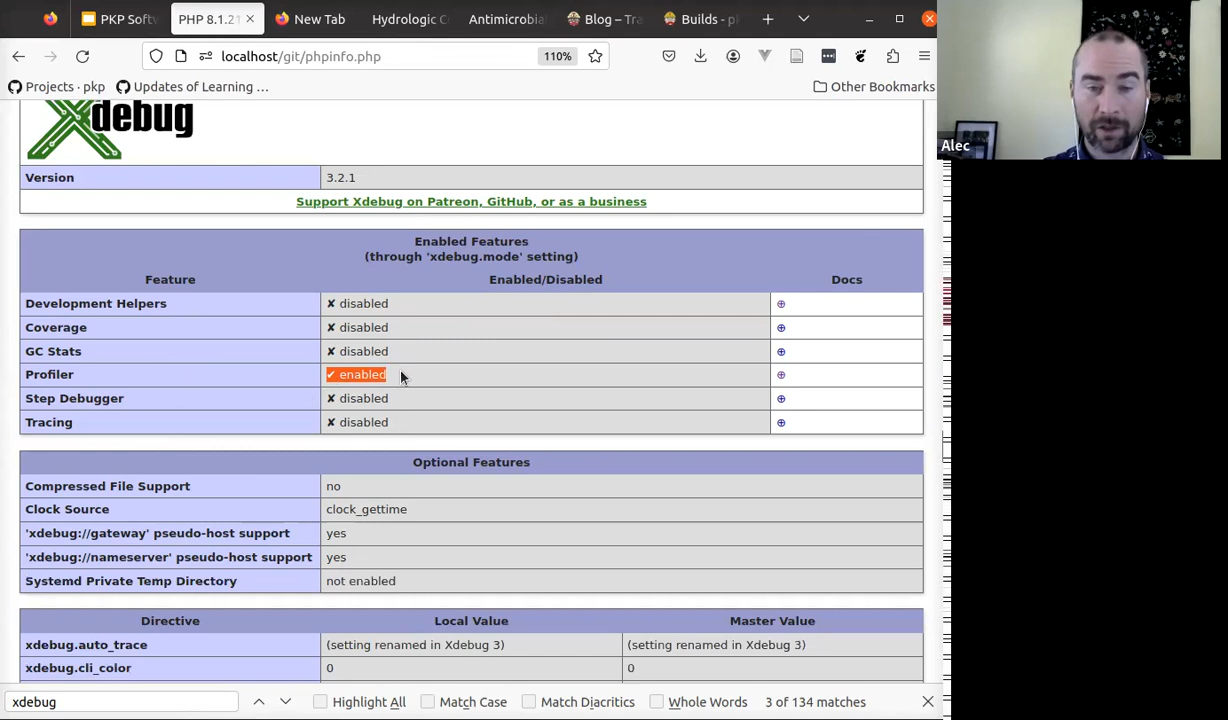 PKP Softw
PHP 8.1.21
New Tab
Hydrologic C
Antimicrobia
Blog – Tra
Builds - pk
localhost/git/phpinfo.php
110%
Projects · pkp
Updates of Learning ...
Other Bookmarks
Xdebug
Alec
Version 3.2.1
Support Xdebug on Patreon, GitHub, or as a business
Enabled Features
(through 'xdebug.mode' setting)
Feature Enabled/Disabled Docs
Development Helpers ✘ disabled ⊕
Coverage ✘ disabled ⊕
GC Stats ✘ disabled ⊕
Profiler ✔ enabled ⊕
Step Debugger ✘ disabled ⊕
Tracing ✘ disabled ⊕
Optional Features
Compressed File Support no
Clock Source clock_gettime
'xdebug://gateway' pseudo-host support yes
'xdebug://nameserver' pseudo-host support yes
Systemd Private Temp Directory not enabled
Directive Local Value Master Value
xdebug.auto_trace (setting renamed in Xdebug 3) (setting renamed in Xdebug 3)
xdebug.cli_color 0 0
xdebug
Highlight All
Match Case
Match Diacritics
Whole Words
3 of 134 matches